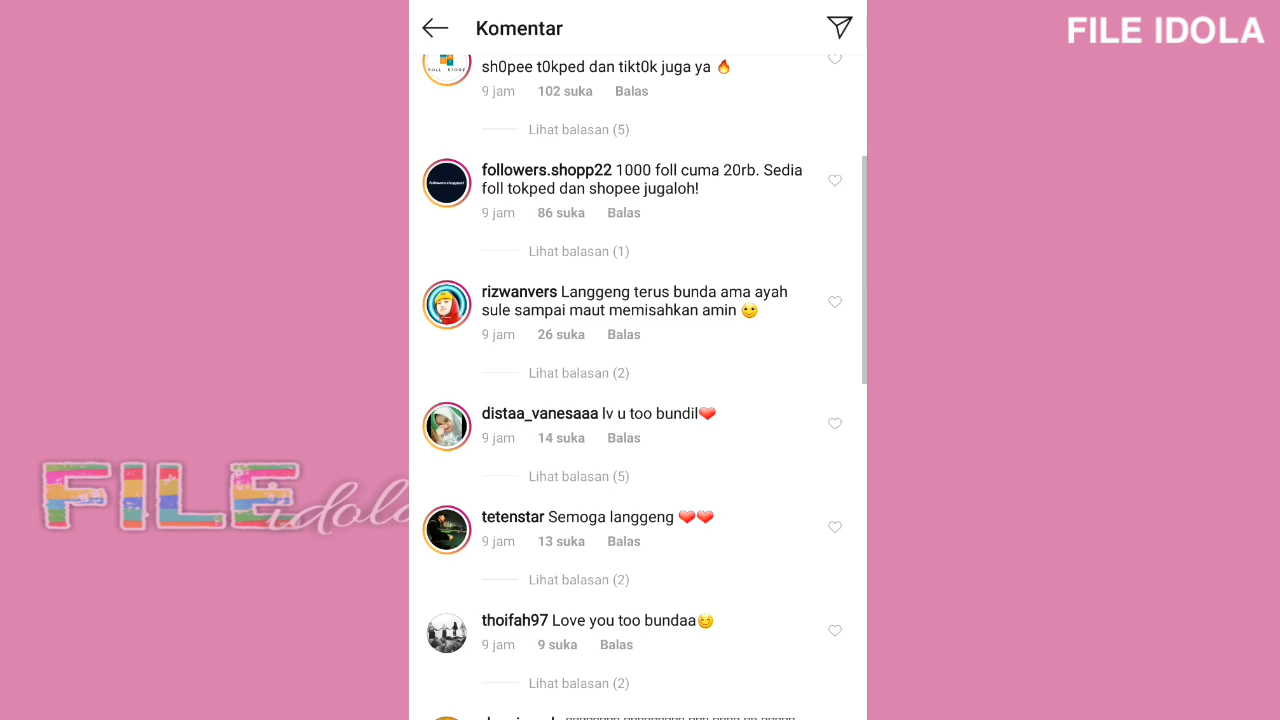 Komentar
FILE IDOLA
sh0pee t0kped dan tikt0k juga ya 🔥
9 jam 102 suka Balas
Lihat balasan (5)
followers.shopp22 1000 foll cuma 20rb. Sedia
foll tokped dan shopee jugaloh!
9 jam 86 suka Balas
Lihat balasan (1)
rizwanvers Langgeng terus bunda ama ayah
sule sampai maut memisahkan amin 🙂
9 jam 26 suka Balas
Lihat balasan (2)
distaa_vanesaaa lv u too bundil❤️
9 jam 14 suka Balas
Lihat balasan (5)
FILE idola
tetenstar Semoga langgeng ❤️❤️
9 jam 13 suka Balas
Lihat balasan (2)
thoifah97 Love you too bundaa😊
9 jam 9 suka Balas
Lihat balasan (2)